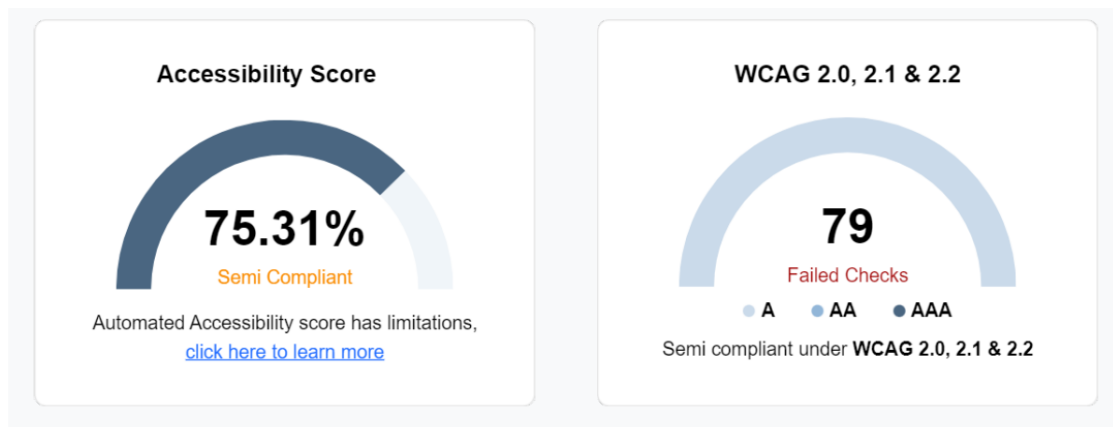 Accessibility Score
75.31%
Semi Compliant
Automated Accessibility score has limitations,
click here to learn more
WCAG 2.0, 2.1 & 2.2
79
Failed Checks
A AA AAA
Semi compliant under WCAG 2.0, 2.1 & 2.2